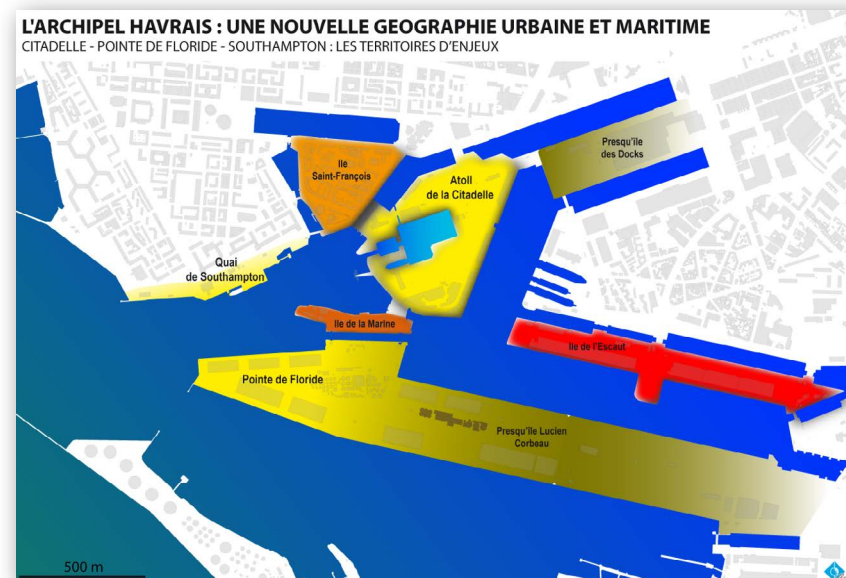 L'ARCHIPEL HAVRAIS : UNE NOUVELLE GEOGRAPHIE URBAINE ET MARITIME
CITADELLE - POINTE DE FLORIDE - SOUTHAMPTON : LES TERRITOIRES D'ENJEUX
Ile
Saint-François
Atoll
de la Citadelle
Presqu'île
des Docks
Quai
de Southampton
Ile de la Marine
Ile de l'Escaut
Pointe de Floride
Presqu'île Lucien
Corbeau
500 m